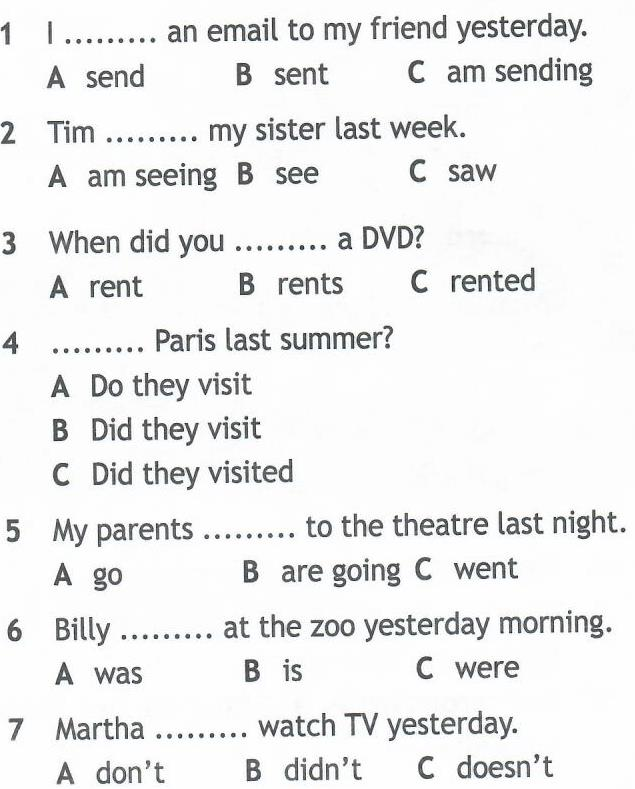 1 I ......... an email to my friend yesterday.
A send B sent C am sending
2 Tim ......... my sister last week.
A am seeing B see C saw
3 When did you ......... a DVD?
A rent B rents C rented
4 ......... Paris last summer?
A Do they visit
B Did they visit
C Did they visited
5 My parents ......... to the theatre last night.
A go B are going C went
6 Billy ......... at the zoo yesterday morning.
A was B is C were
7 Martha ......... watch TV yesterday.
A don't B didn't C doesn't